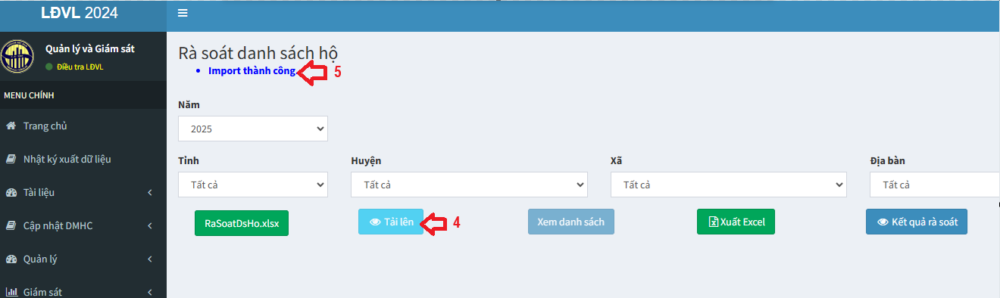 LĐVL 2024
Quản lý và Giám sát
Điều tra LĐVL
MENU CHÍNH
Trang chủ
Nhật ký xuất dữ liệu
Tài liệu
Cập nhật DMHC
Quản lý
Giám sát
Rà soát danh sách hộ
Import thành công 5
Năm
2025
Tỉnh Huyện Xã Địa bàn
Tất cả Tất cả Tất cả Tất cả
RaSoatDsHo.xlsx Tải lên 4 Xem danh sách Xuất Excel Kết quả rà soát